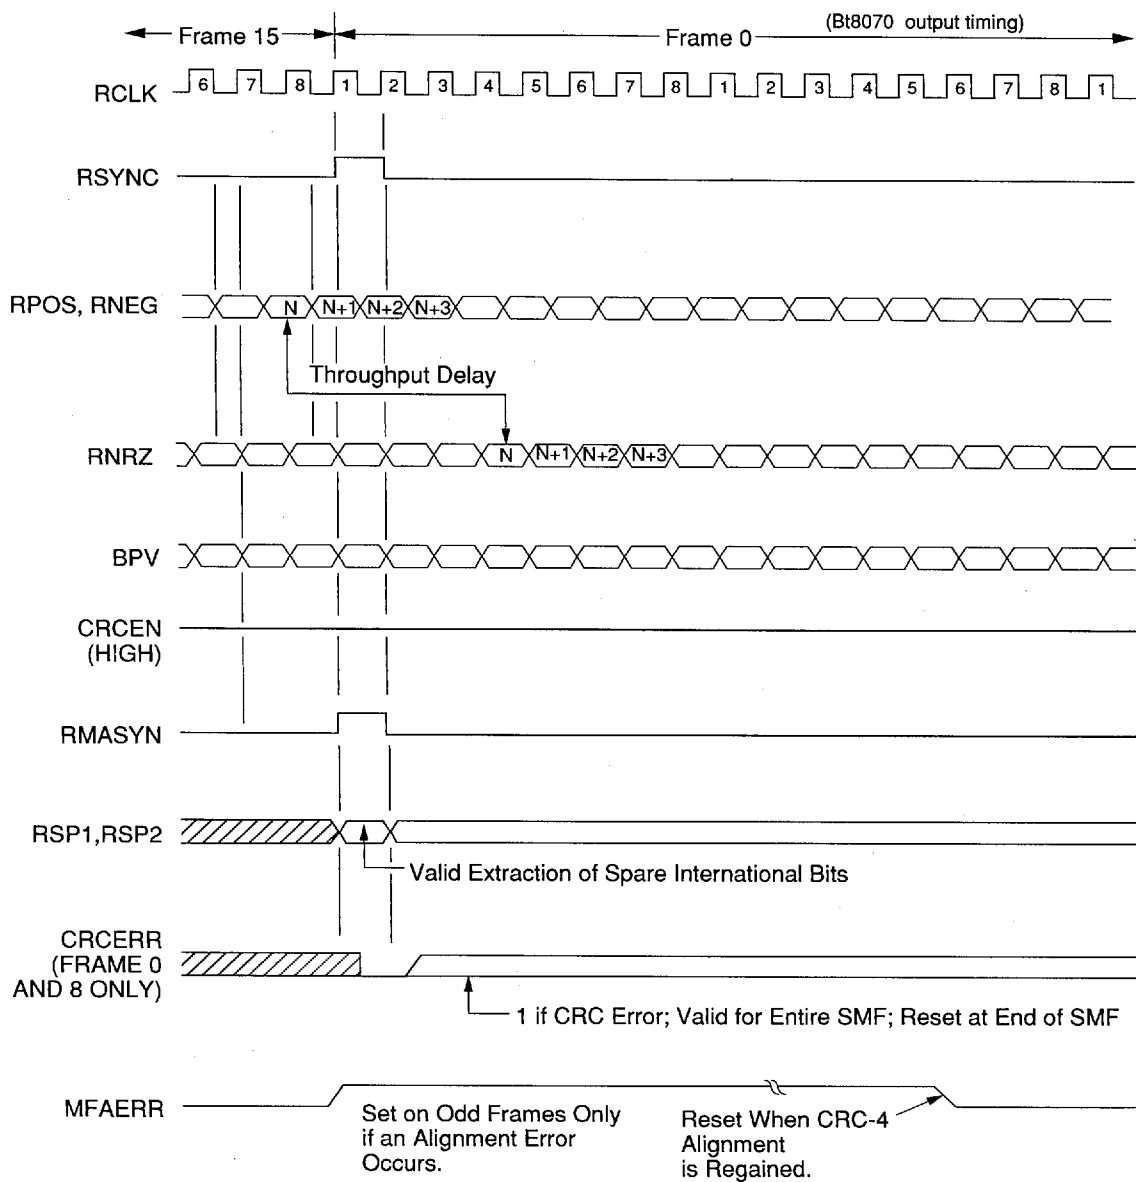 (Bt8070 output timing)
Frame 15
Frame 0
RCLK
6 7 8 1 2 3 4 5 6 7 8 1 2 3 4 5 6 7 8 1
RSYNC
RPOS, RNEG
N N+1 N+2 N+3
Throughput Delay
RNRZ
N N+1 N+2 N+3
BPV
CRCEN
(HIGH)
RMASYN
RSP1,RSP2
Valid Extraction of Spare International Bits
CRCERR
(FRAME 0
AND 8 ONLY)
1 if CRC Error; Valid for Entire SMF; Reset at End of SMF
MFAERR
Set on Odd Frames Only
if an Alignment Error
Occurs.
Reset When CRC-4
Alignment
is Regained.